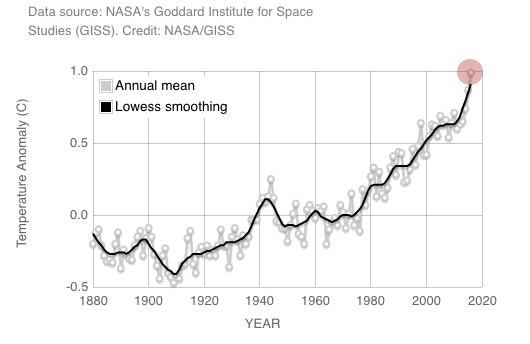 Data source: NASA's Goddard Institute for Space
Studies (GISS). Credit: NASA/GISS
Temperature Anomaly (C)
1.0
0.5
0.0
-0.5
Annual mean
Lowess smoothing
1880 1900 1920 1940 1960 1980 2000 2020
YEAR